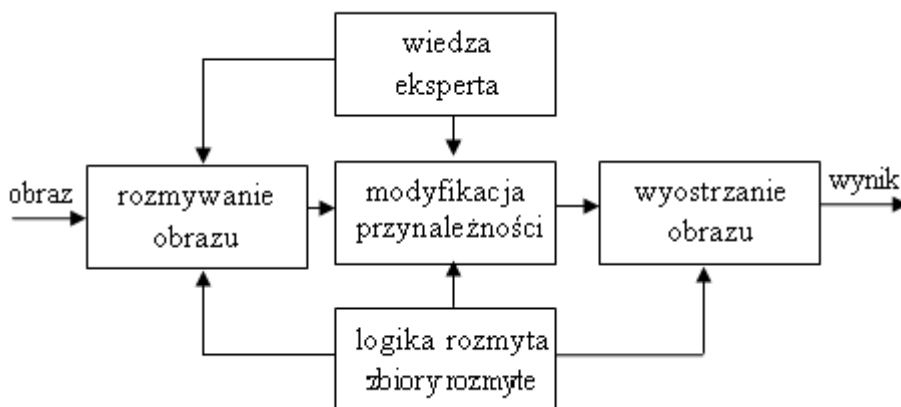 wiedza
eksperta
obraz
rozmywanie
obrazu
modyfikacja
przynależności
wyostrzanie
obrazu
wynik
logika rozmyta
zbiory rozmyte